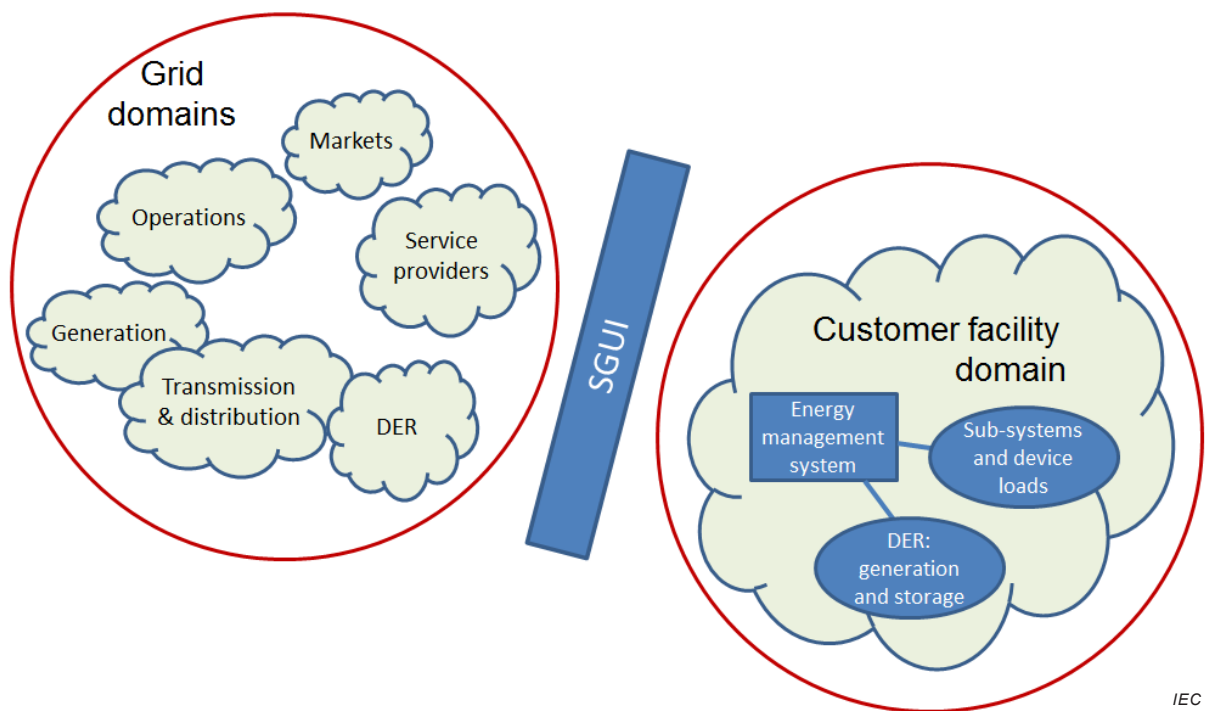 Grid
domains
Markets
Operations
Service
providers
Generation
Transmission
& distribution
DER
SGUI
Customer facility
domain
Energy
management
system
Sub-systems
and device
loads
DER:
generation
and storage
IEC